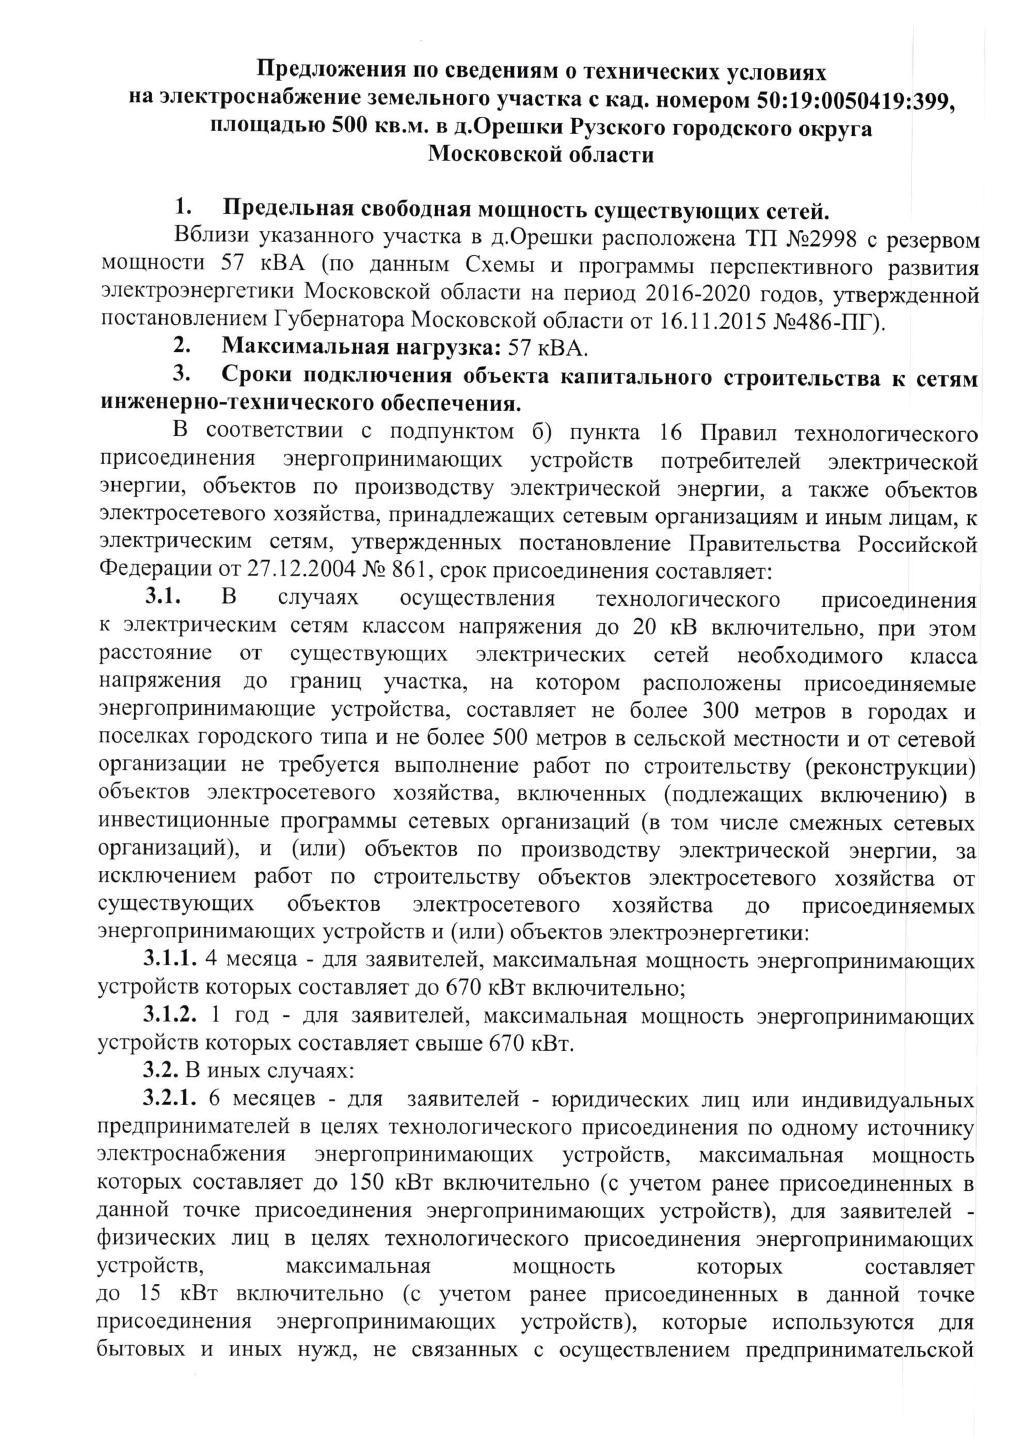 Предложения по сведениям о технических условиях
на электроснабжение земельного участка с кад. номером 50:19:0050419:399,
площадью 500 кв.м. в д.Орешки Рузского городского округа
Московской области
1. Предельная свободная мощность существующих сетей.
Вблизи указанного участка в д.Орешки расположена ТП №2998 с резервом
мощности 57 кВА (по данным Схемы и программы перспективного развития
электроэнергетики Московской области на период 2016-2020 годов, утвержденной
постановлением Губернатора Московской области от 16.11.2015 №486-ПГ).
2. Максимальная нагрузка: 57 кВА.
3. Сроки подключения объекта капитального строительства к сетям
инженерно-технического обеспечения.
В соответствии с подпунктом б) пункта 16 Правил технологического
присоединения энергопринимающих устройств потребителей электрической
энергии, объектов по производству электрической энергии, а также объектов
электросетевого хозяйства, принадлежащих сетевым организациям и иным лицам, к
электрическим сетям, утвержденных постановление Правительства Российской
Федерации от 27.12.2004 № 861, срок присоединения составляет:
3.1. В случаях осуществления технологического присоединения
к электрическим сетям классом напряжения до 20 кВ включительно, при этом
расстояние от существующих электрических сетей необходимого класса
напряжения до границ участка, на котором расположены присоединяемые
энергопринимающие устройства, составляет не более 300 метров в городах и
поселках городского типа и не более 500 метров в сельской местности и от сетевой
организации не требуется выполнение работ по строительству (реконструкции)
объектов электросетевого хозяйства, включенных (подлежащих включению) в
инвестиционные программы сетевых организаций (в том числе смежных сетевых
организаций), и (или) объектов по производству электрической энергии, за
исключением работ по строительству объектов электросетевого хозяйства от
существующих объектов электросетевого хозяйства до присоединяемых
энергопринимающих устройств и (или) объектов электроэнергетики:
3.1.1. 4 месяца - для заявителей, максимальная мощность энергопринимающих
устройств которых составляет до 670 кВт включительно;
3.1.2. 1 год - для заявителей, максимальная мощность энергопринимающих
устройств которых составляет свыше 670 кВт.
3.2. В иных случаях:
3.2.1. 6 месяцев - для заявителей - юридических лиц или индивидуальных
предпринимателей в целях технологического присоединения по одному источнику
электроснабжения энергопринимающих устройств, максимальная мощность
которых составляет до 150 кВт включительно (с учетом ранее присоединенных в
данной точке присоединения энергопринимающих устройств), для заявителей -
физических лиц в целях технологического присоединения энергопринимающих
устройств, максимальная мощность которых составляет
до 15 кВт включительно (с учетом ранее присоединенных в данной точке
присоединения энергопринимающих устройств), которые используются для
бытовых и иных нужд, не связанных с осуществлением предпринимательской